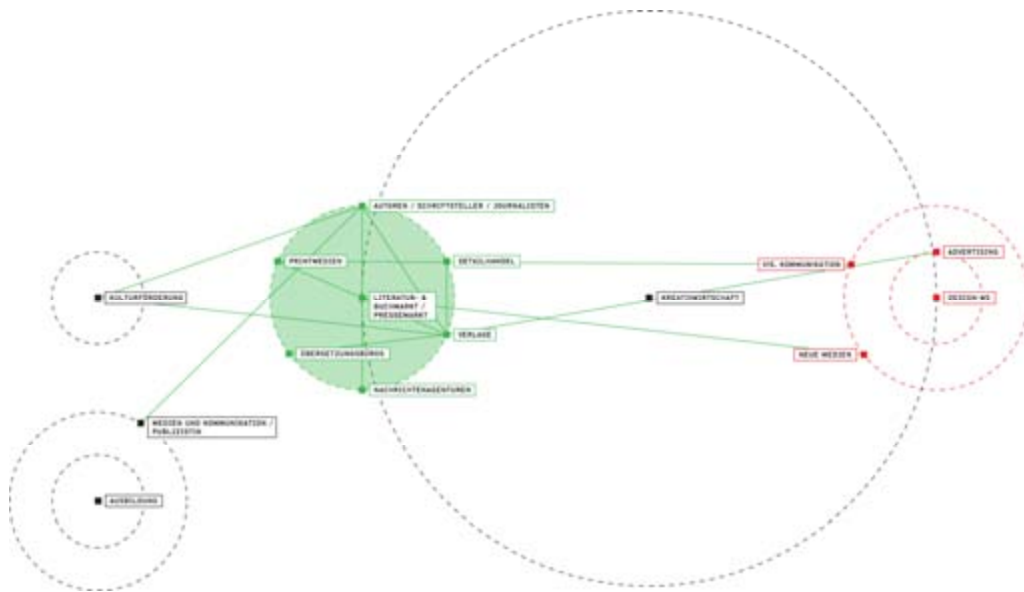 AUTOREN / SCHRIFTSTELLER / JOURNALISTEN
ADVERTISING
PRINTMEDIEN
DETAILHANDEL
VIS. KOMMUNIKATION
KULTURFÖRDERUNG
LITERATUR- &
BUCHMARKT /
PRESSEMARKT
KREATIVWIRTSCHAFT
DESIGN-WS
VERLAGE
ÜBERSETZUNGSBÜROS
NEUE MEDIEN
NACHRICHTENAGENTUREN
MEDIEN UND KOMMUNIKATION /
PUBLIZISTIK
AUSBILDUNG